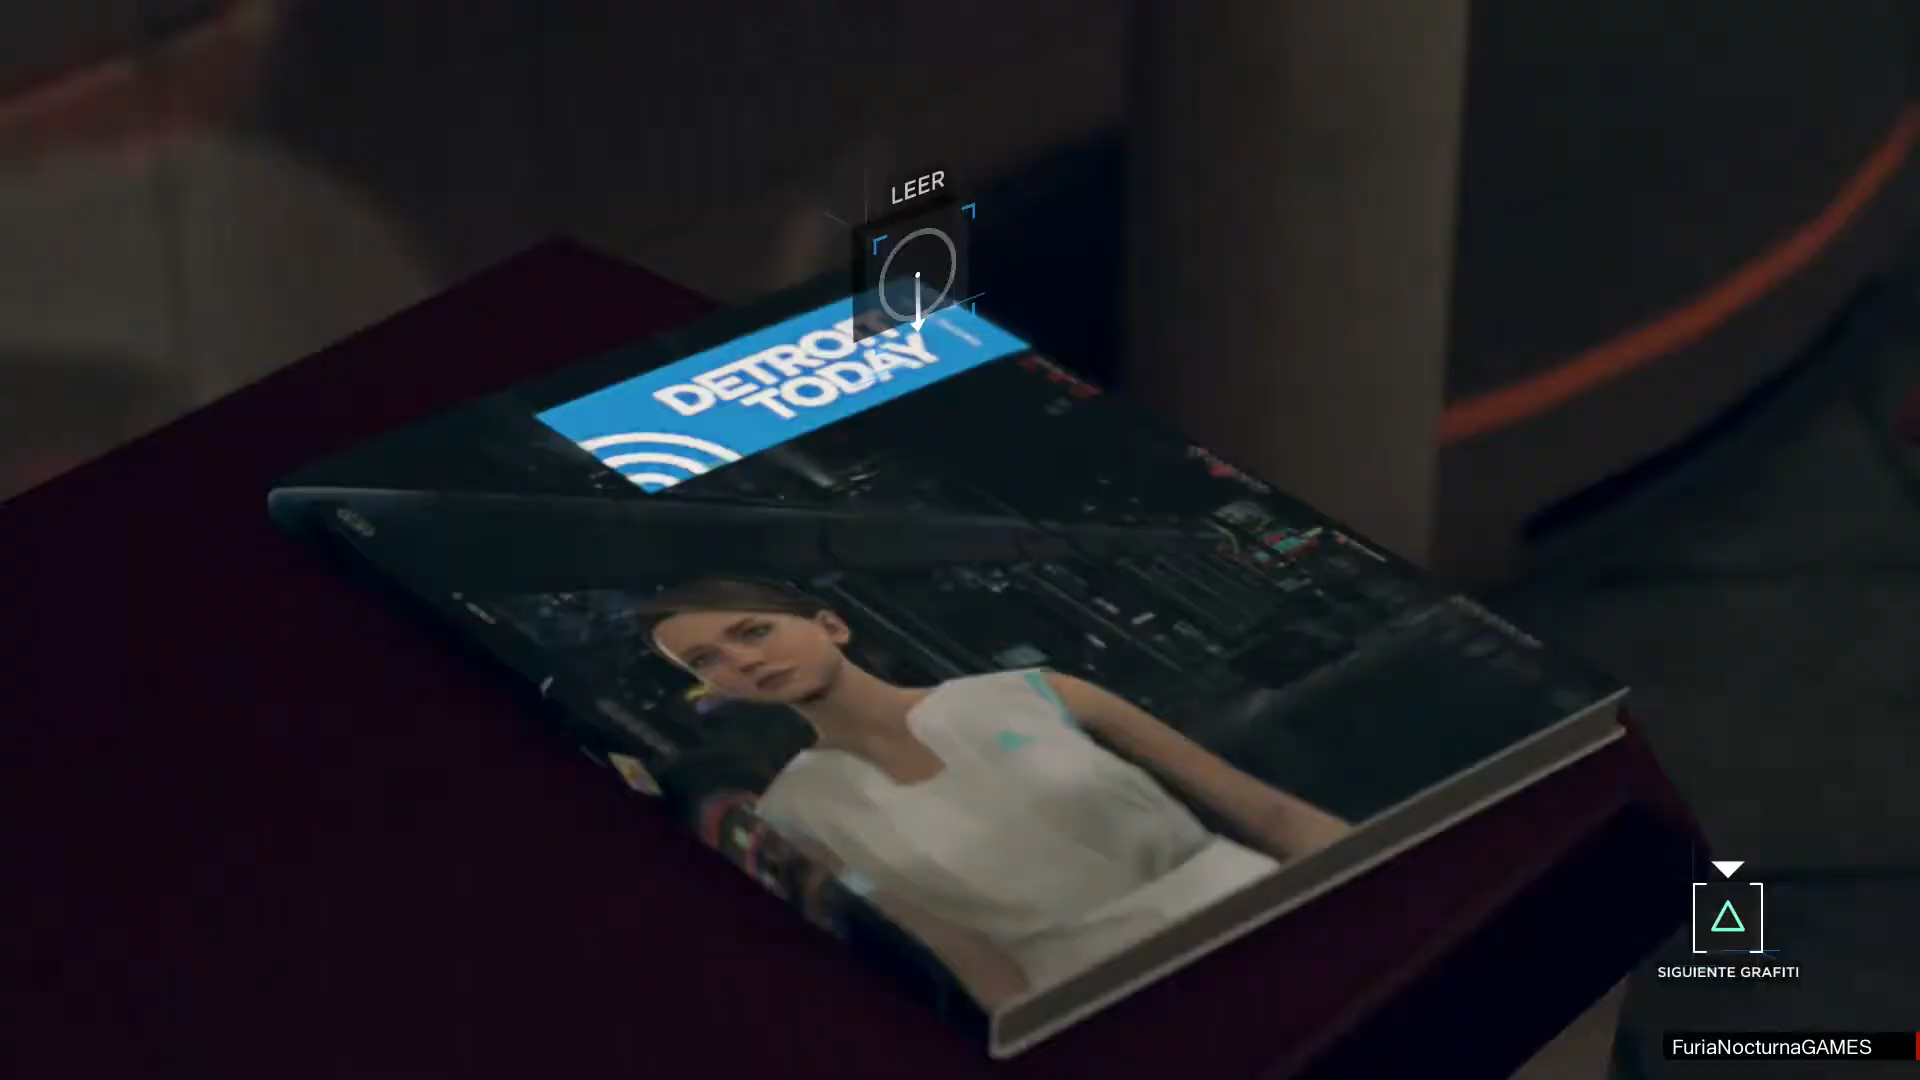 LEER
DETROIT
TODAY
SIGUIENTE GRAFITI
FuriaNocturnaGAMES